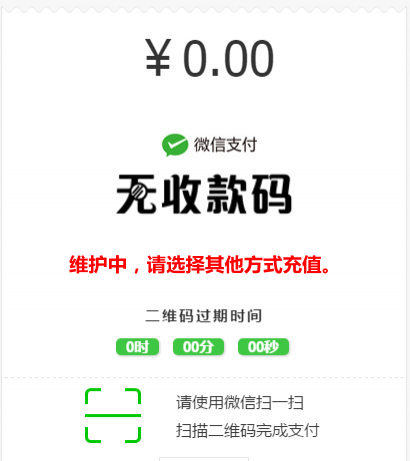 ¥0.00
微信支付
无收款码
维护中，请选择其他方式充值。
二维码过期时间
0时 00分 00秒
请使用微信扫一扫
扫描二维码完成支付